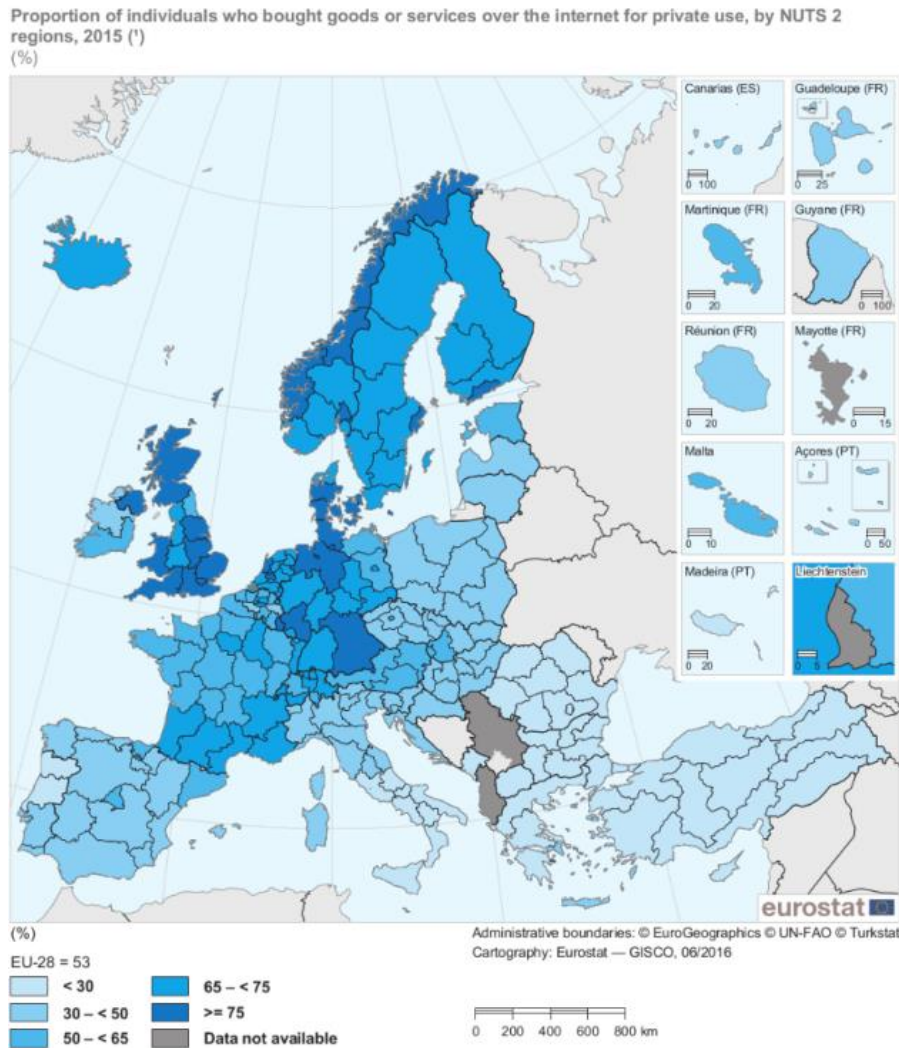 Proportion of individuals who bought goods or services over the internet for private use, by NUTS 2
regions, 2015 (¹)
(%)
Canarias (ES)
0 100
Guadeloupe (FR)
0 25
Martinique (FR)
0 20
Guyane (FR)
0 100
Réunion (FR)
0 20
Mayotte (FR)
0 15
Malta
0 10
Açores (PT)
0 50
Madeira (PT)
0 20
Liechtenstein
0 5
eurostat
(%)
Administrative boundaries: © EuroGeographics © UN-FAO © Turkstat
Cartography: Eurostat — GISCO, 06/2016
EU-28 = 53
< 30
30 – < 50
50 – < 65
65 – < 75
>= 75
Data not available
0 200 400 600 800 km